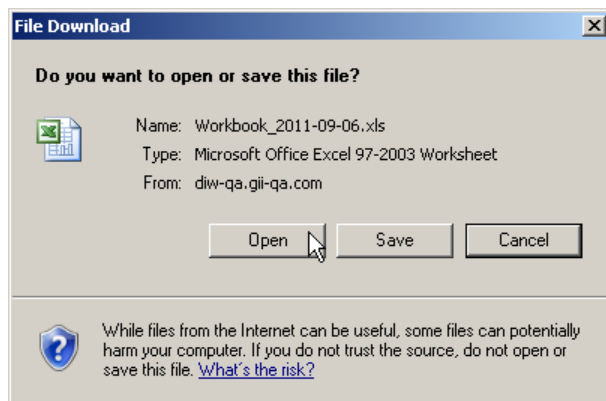 File Download
Do you want to open or save this file?
Name: Workbook_2011-09-06.xls
Type: Microsoft Office Excel 97-2003 Worksheet
From: diw-qa.gii-qa.com
Open Save Cancel
While files from the Internet can be useful, some files can potentially
harm your computer. If you do not trust the source, do not open or
save this file. What's the risk?